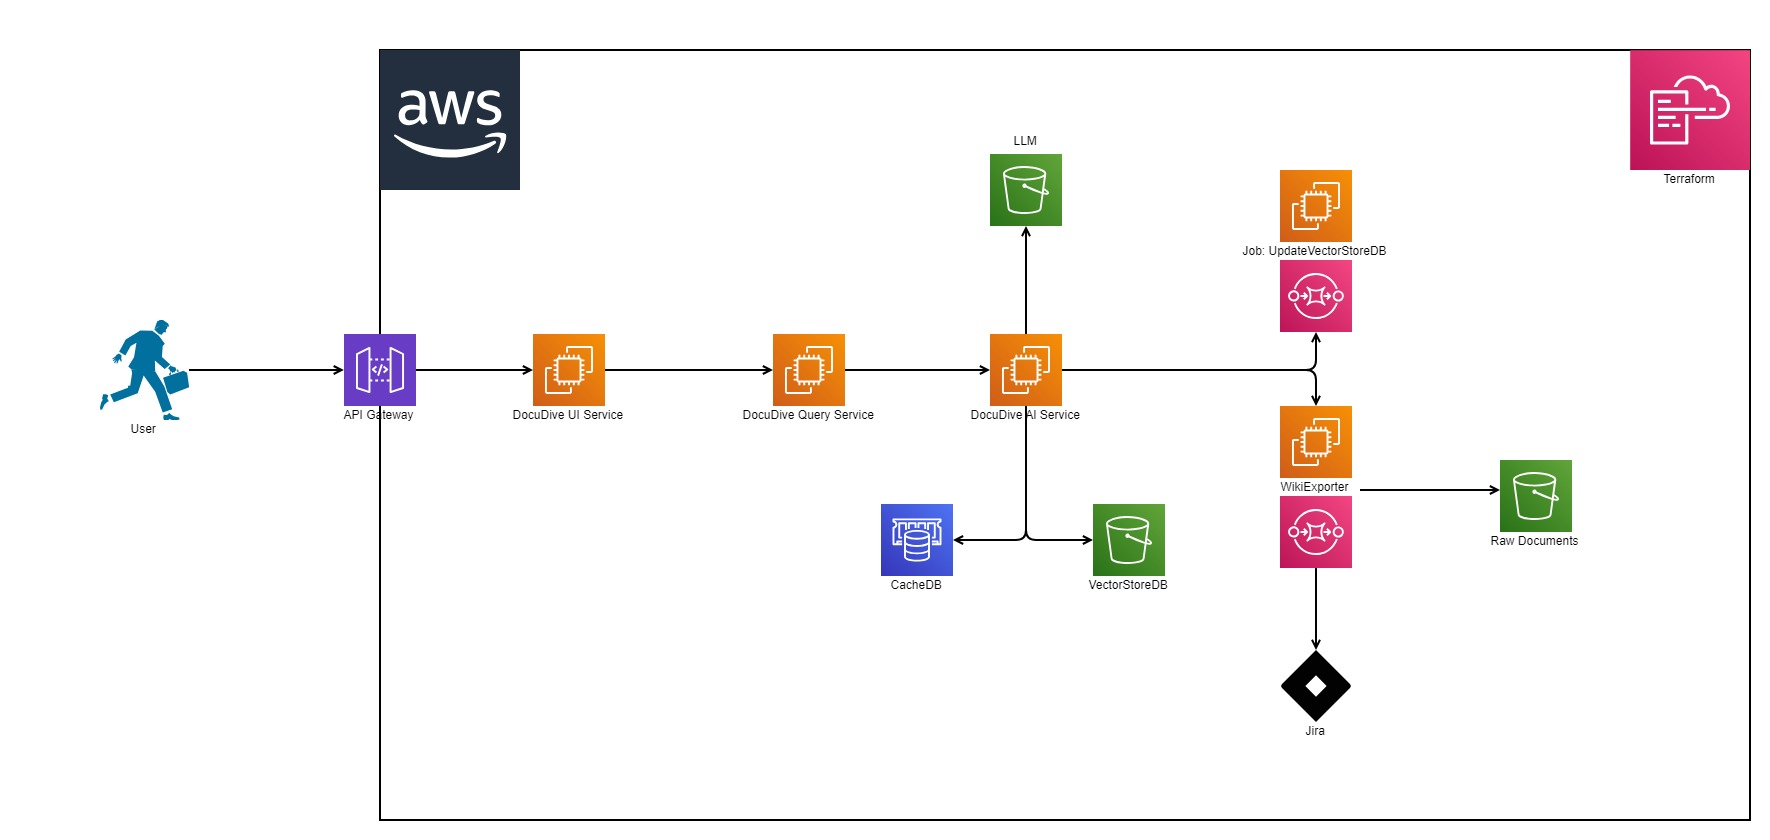 aws
Terraform
LLM
Job: UpdateVectorStoreDB
User
API Gateway
</>
DocuDive UI Service
DocuDive Query Service
DocuDive AI Service
WikiExporter
Raw Documents
CacheDB
VectorStoreDB
Jira